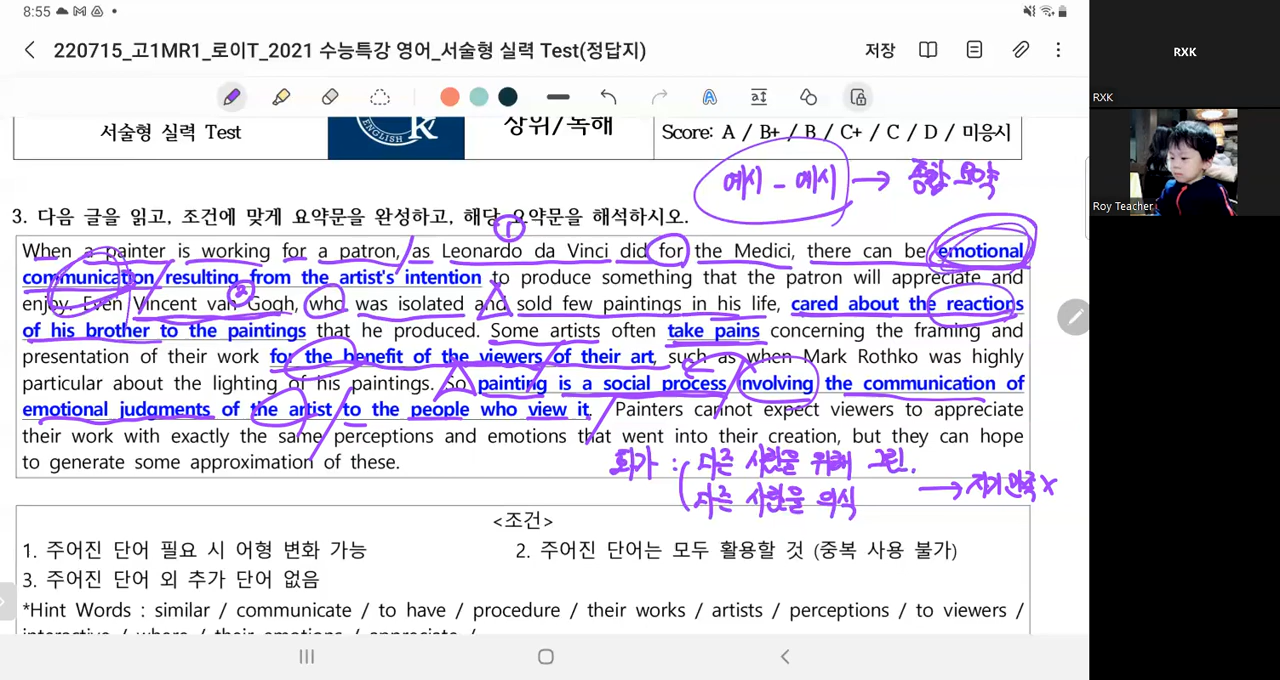 8:55
220715_고1MR1_로이T_2021 수능특강 영어_서술형 실력 Test(정답지)
저장
RXK
RXK
Roy Teacher
서술형 실력 Test
ENGLISH
K
상위/독해
Score: A / B+ / B / C+ / C / D / 미응시
예시 - 예시 → 종합 요약
3. 다음 글을 읽고, 조건에 맞게 요약문을 완성하고, 해당 요약문을 해석하시오.
①
When a painter is working for a patron, as Leonardo da Vinci did for the Medici, there can be emotional
communication resulting from the artist's intention to produce something that the patron will appreciate and
②
enjoy. Even Vincent van Gogh, who was isolated and sold few paintings in his life, cared about the reactions
of his brother to the paintings that he produced. Some artists often take pains concerning the framing and
presentation of their work for the benefit of the viewers of their art, such as when Mark Rothko was highly
particular about the lighting of his paintings. So painting is a social process involving the communication of
emotional judgments of the artist to the people who view it. Painters cannot expect viewers to appreciate
their work with exactly the same perceptions and emotions that went into their creation, but they can hope
to generate some approximation of these.
화가 : 다른 사람을 위해 그린.
다른 사람을 의식 → 자기만족 x
<조건>
1. 주어진 단어 필요 시 어형 변화 가능
2. 주어진 단어는 모두 활용할 것 (중복 사용 불가)
3. 주어진 단어 외 추가 단어 없음
*Hint Words : similar / communicate / to have / procedure / their works / artists / perceptions / to viewers /
interactive / where / their emotions / appreciate /